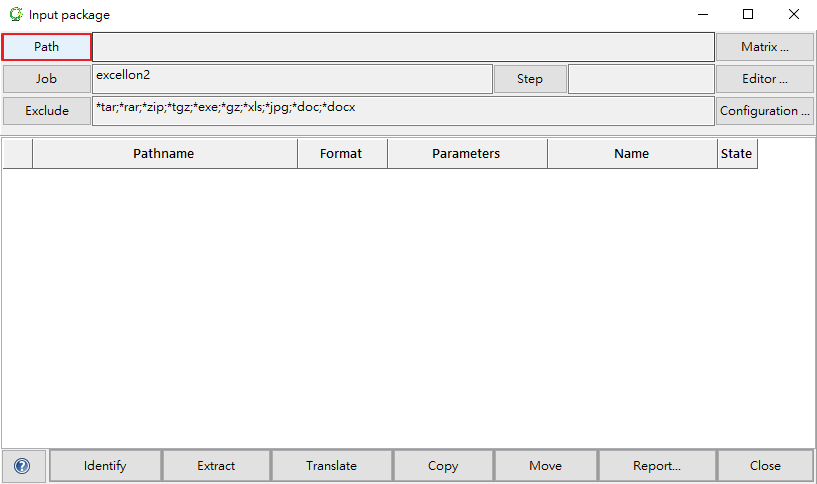 Input package
Path
Matrix ...
Job
excellon2
Step
Editor ...
Exclude
*tar;*rar;*zip;*tgz;*exe;*gz;*xls;*jpg;*doc;*docx
Configuration ...
Pathname Format Parameters Name State
? Identify Extract Translate Copy Move Report... Close